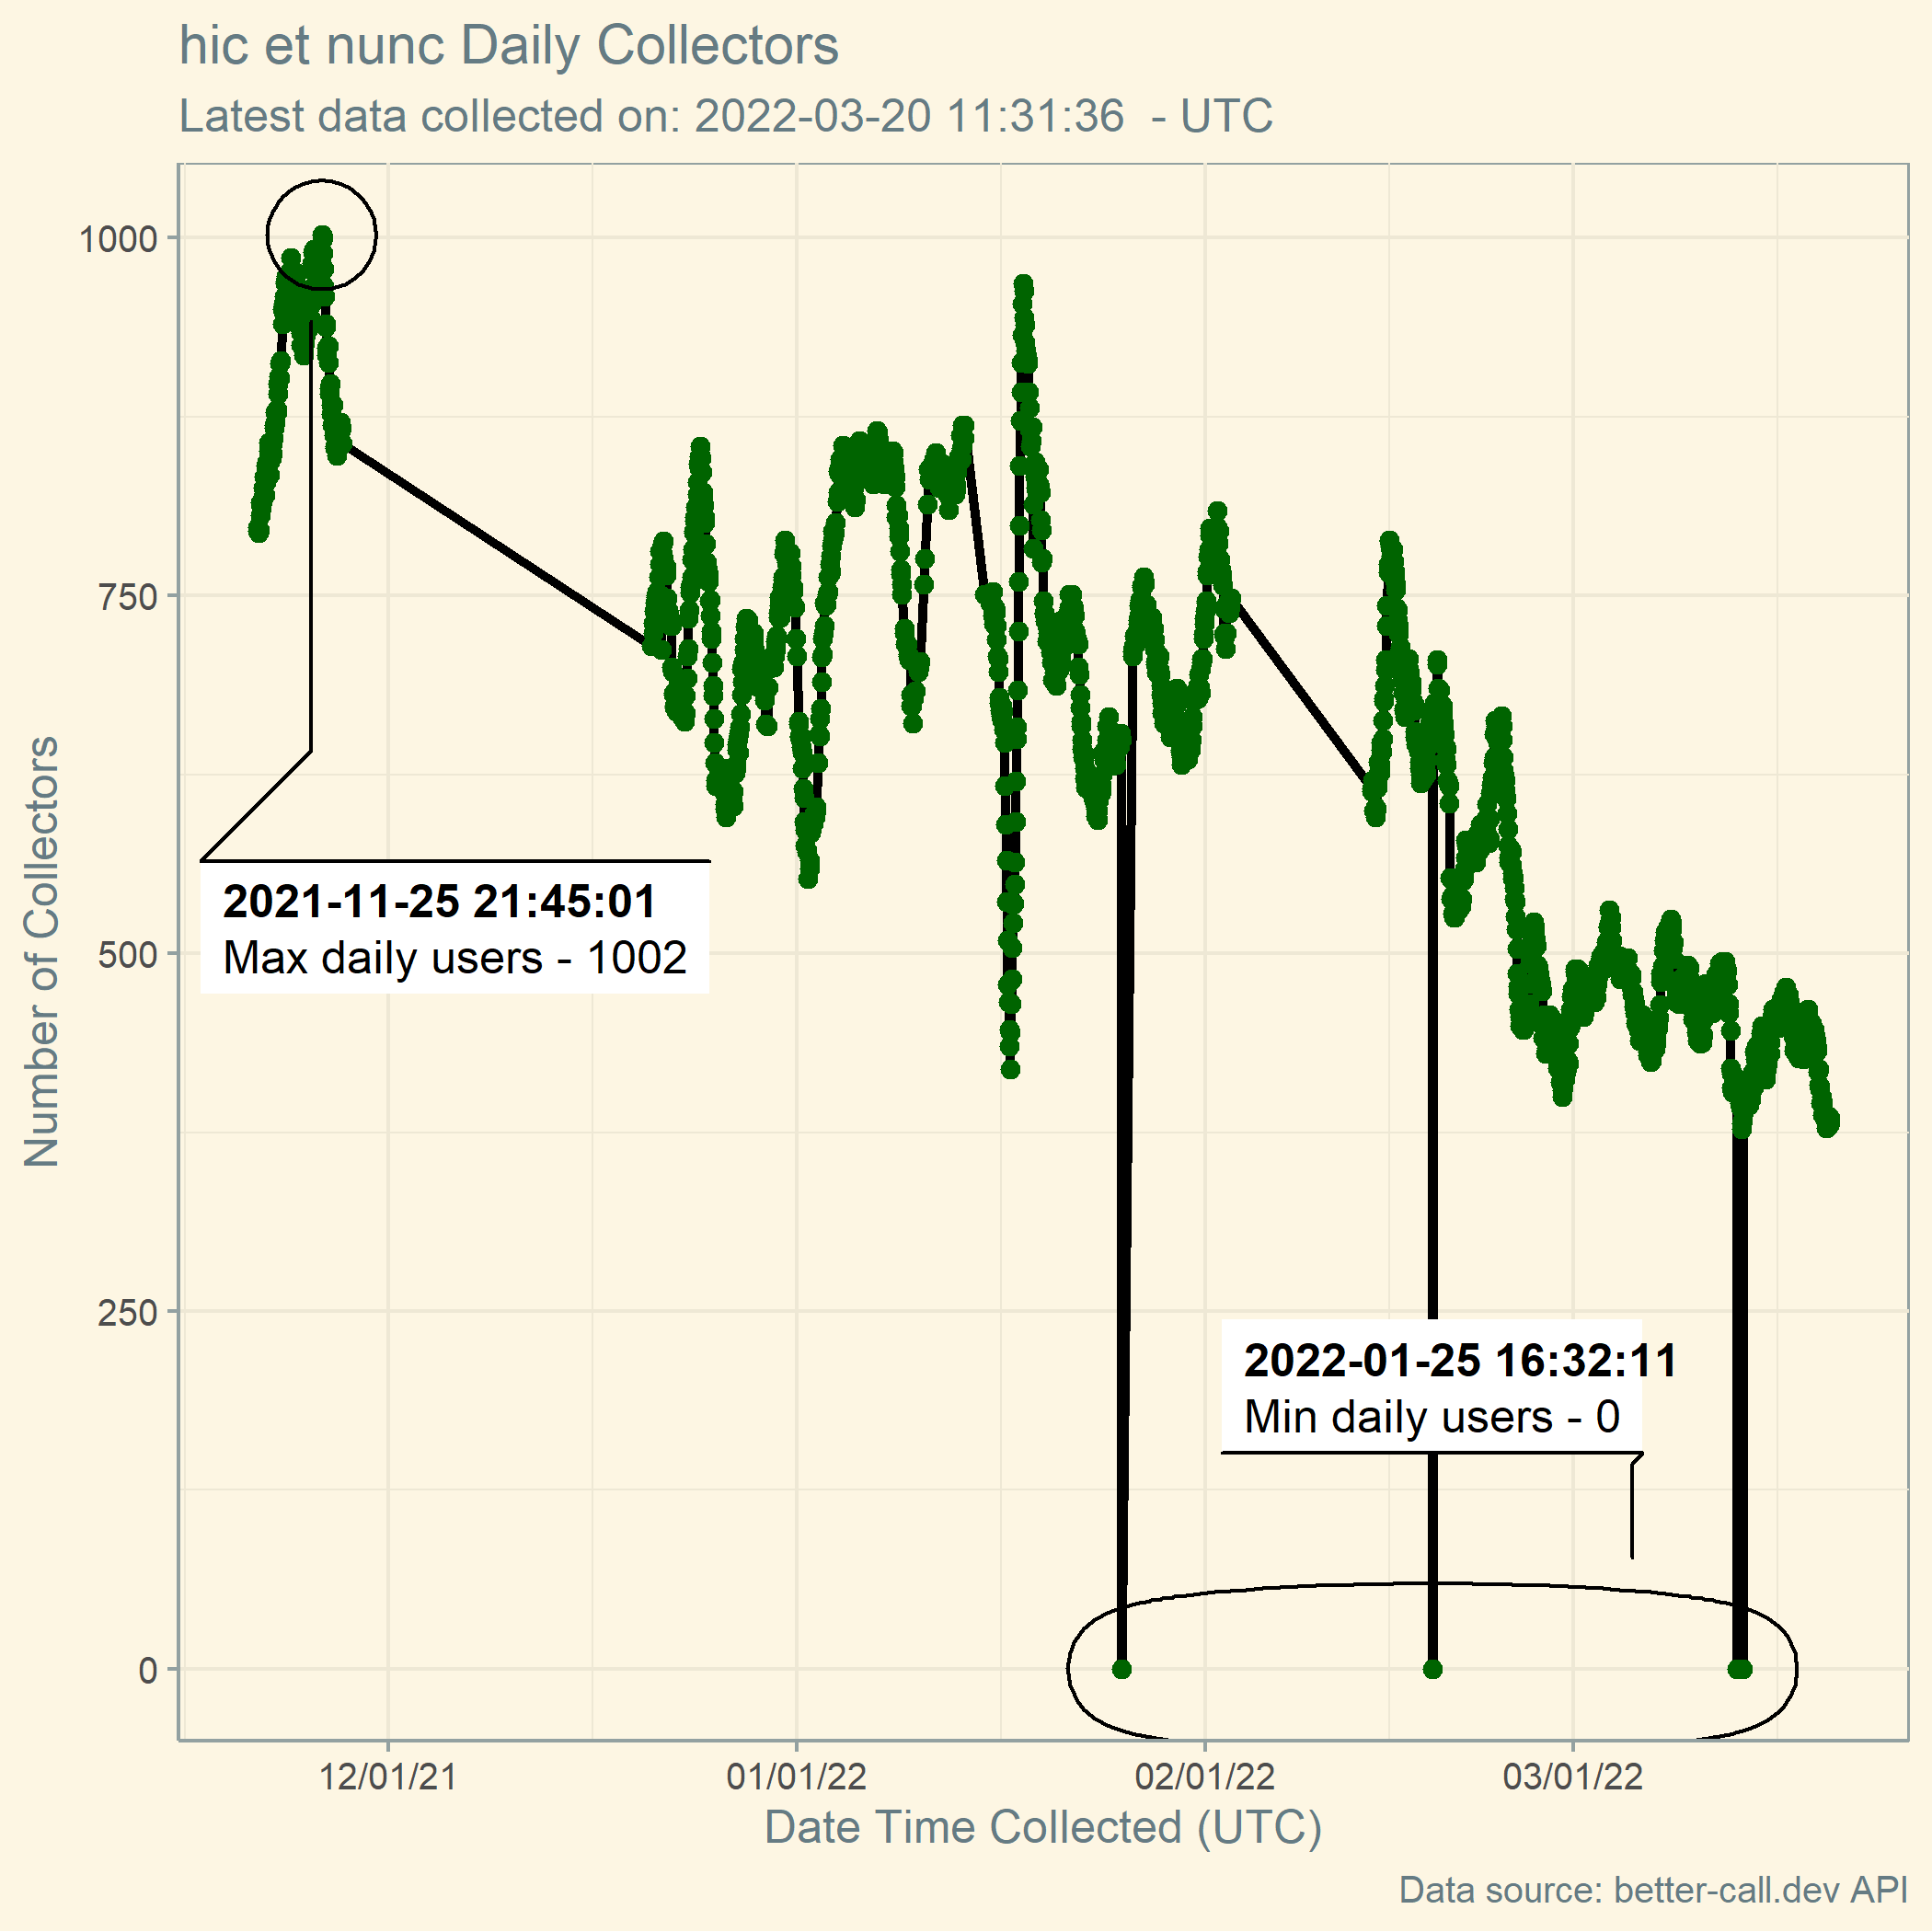 hic et nunc Daily Collectors
Latest data collected on: 2022-03-20 11:31:36  - UTC
Number of Collectors
1000
750
500
250
0
2021-11-25 21:45:01
Max daily users - 1002
2022-01-25 16:32:11
Min daily users - 0
12/01/21
01/01/22
02/01/22
03/01/22
Date Time Collected (UTC)
Data source: better-call.dev API